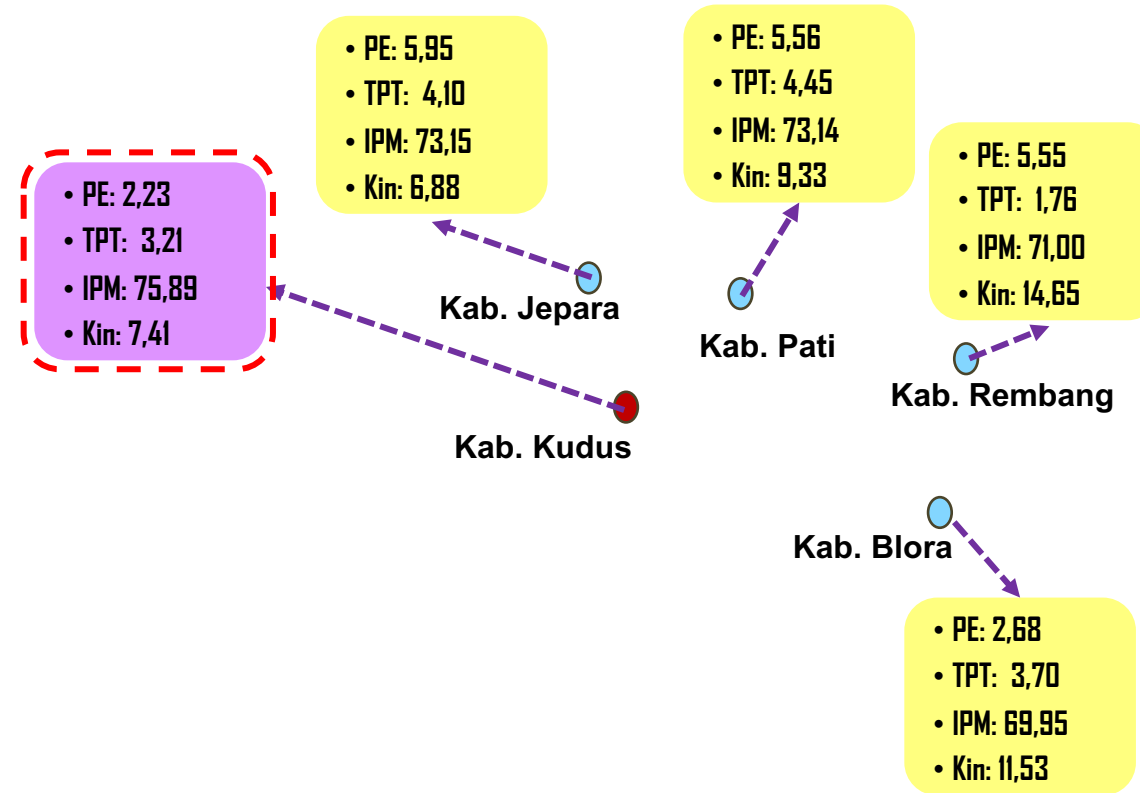 • PE: 5,95
• TPT: 4,10
• IPM: 73,15
• Kin: 6,88
• PE: 5,56
• TPT: 4,45
• IPM: 73,14
• Kin: 9,33
• PE: 5,55
• TPT: 1,76
• IPM: 71,00
• Kin: 14,65
• PE: 2,23
• TPT: 3,21
• IPM: 75,89
• Kin: 7,41
Kab. Jepara
Kab. Pati
Kab. Rembang
Kab. Kudus
Kab. Blora
• PE: 2,68
• TPT: 3,70
• IPM: 69,95
• Kin: 11,53